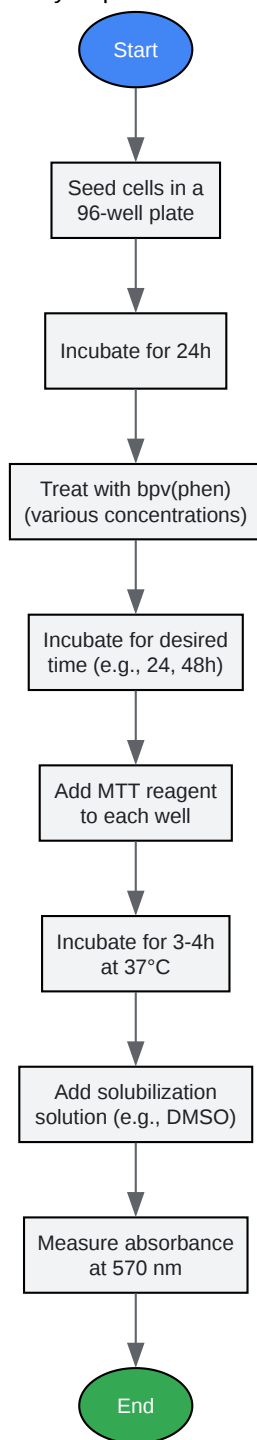 Start
Seed cells in a
96-well plate
Incubate for 24h
Treat with bpv(phen)
(various concentrations)
Incubate for desired
time (e.g., 24, 48h)
Add MTT reagent
to each well
Incubate for 3-4h
at 37°C
Add solubilization
solution (e.g., DMSO)
Measure absorbance
at 570 nm
End